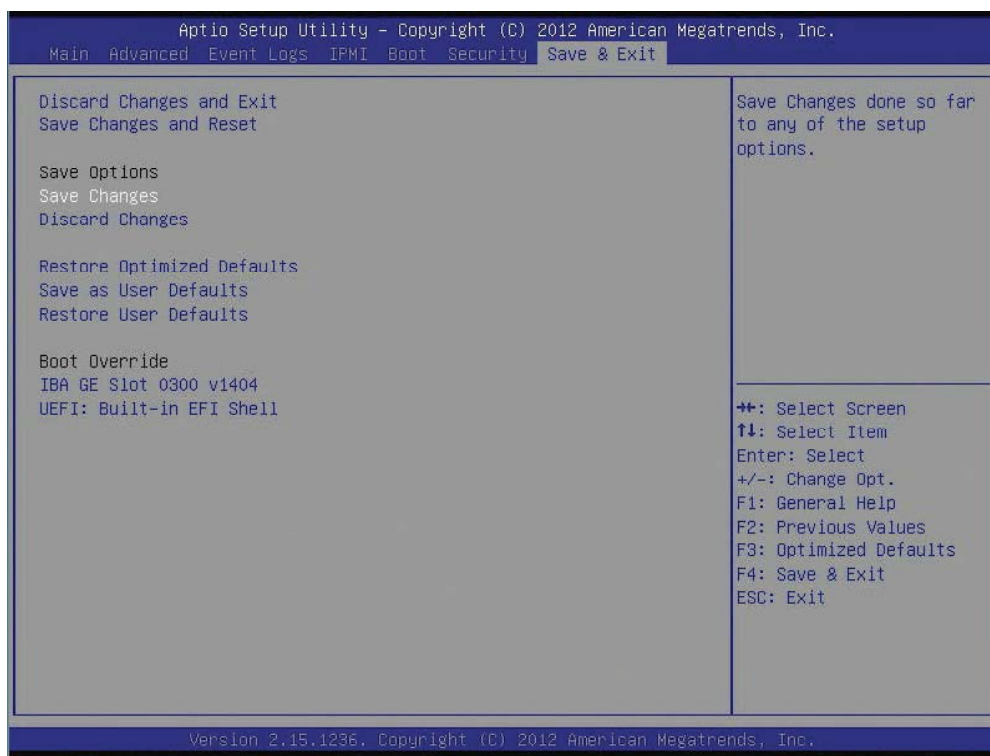 Aptio Setup Utility – Copyright (C) 2012 American Megatrends, Inc.
Main Advanced Event Logs IPMI Boot Security Save & Exit
Discard Changes and Exit
Save Changes and Reset
Save Options
Save Changes
Discard Changes
Restore Optimized Defaults
Save as User Defaults
Restore User Defaults
Boot Override
IBA GE Slot 0300 v1404
UEFI: Built-in EFI Shell
Save Changes done so far
to any of the setup
options.
→←: Select Screen
↑↓: Select Item
Enter: Select
+/-: Change Opt.
F1: General Help
F2: Previous Values
F3: Optimized Defaults
F4: Save & Exit
ESC: Exit
Version 2.15.1236. Copyright (C) 2012 American Megatrends, Inc.